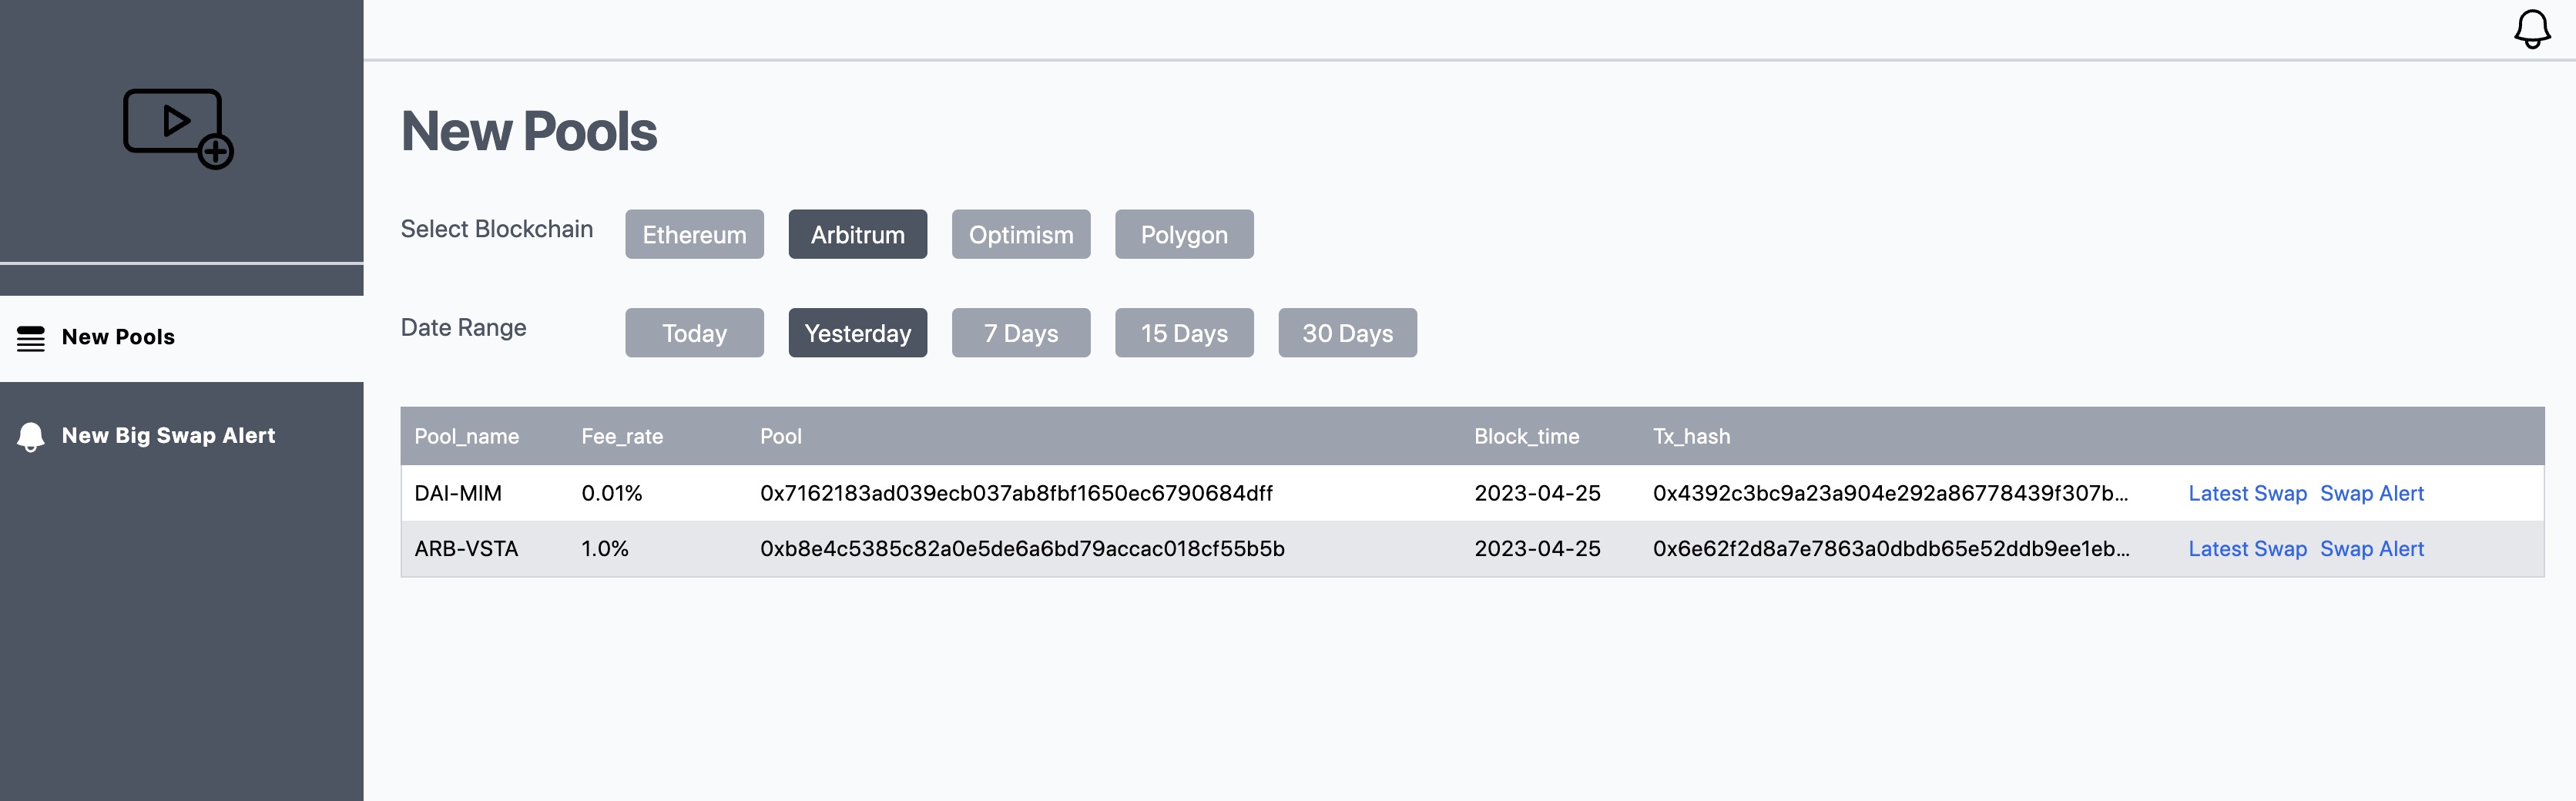 New Pools
New Big Swap Alert
New Pools
Select Blockchain Ethereum Arbitrum Optimism Polygon
Date Range Today Yesterday 7 Days 15 Days 30 Days
Pool_name Fee_rate Pool Block_time Tx_hash
DAI-MIM 0.01% 0x7162183ad039ecb037ab8fbf1650ec6790684dff 2023-04-25 0x4392c3bc9a23a904e292a86778439f307b... Latest Swap Swap Alert
ARB-VSTA 1.0% 0xb8e4c5385c82a0e5de6a6bd79accac018cf55b5b 2023-04-25 0x6e62f2d8a7e7863a0dbdb65e52ddb9ee1eb... Latest Swap Swap Alert